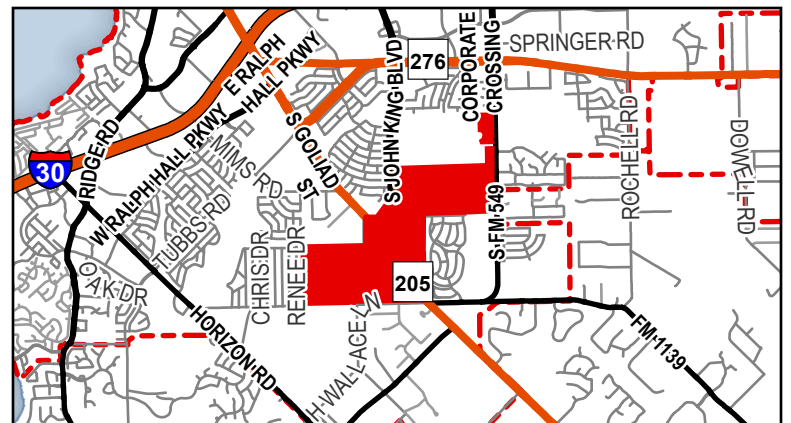 SPRINGER RD
276
CORPORATE
CROSSING
S JOHN KING BLVD
E RALPH
HALL PKWY
W RALPH HALL PKWY
30
RIDGE RD
MIMS RD
S GOLIAD
ST
TUBBS RD
ROCHELL RD
DOWELL RD
S FM 549
CHRIS DR
RENEE DR
OAK DR
205
HORIZON RD
H WALLACE LN
FM 1139